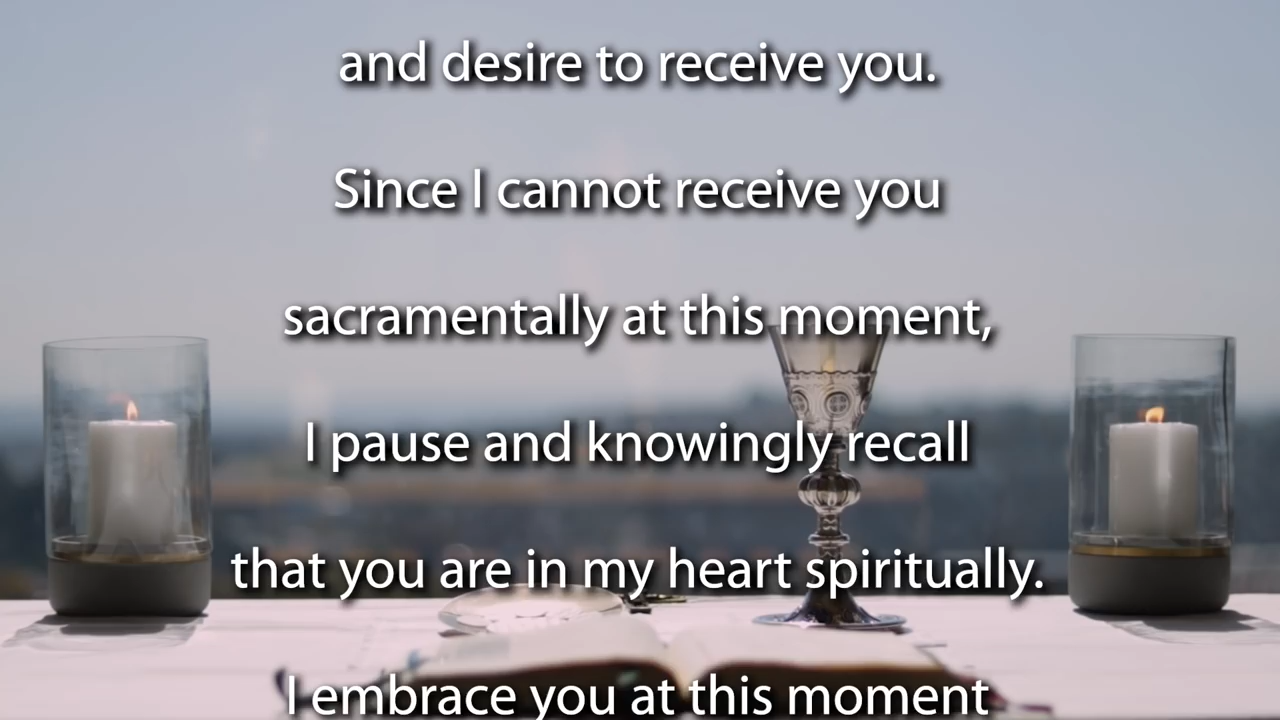 and desire to receive you.
Since I cannot receive you
sacramentally at this moment,
I pause and knowingly recall
that you are in my heart spiritually.
I embrace you at this moment